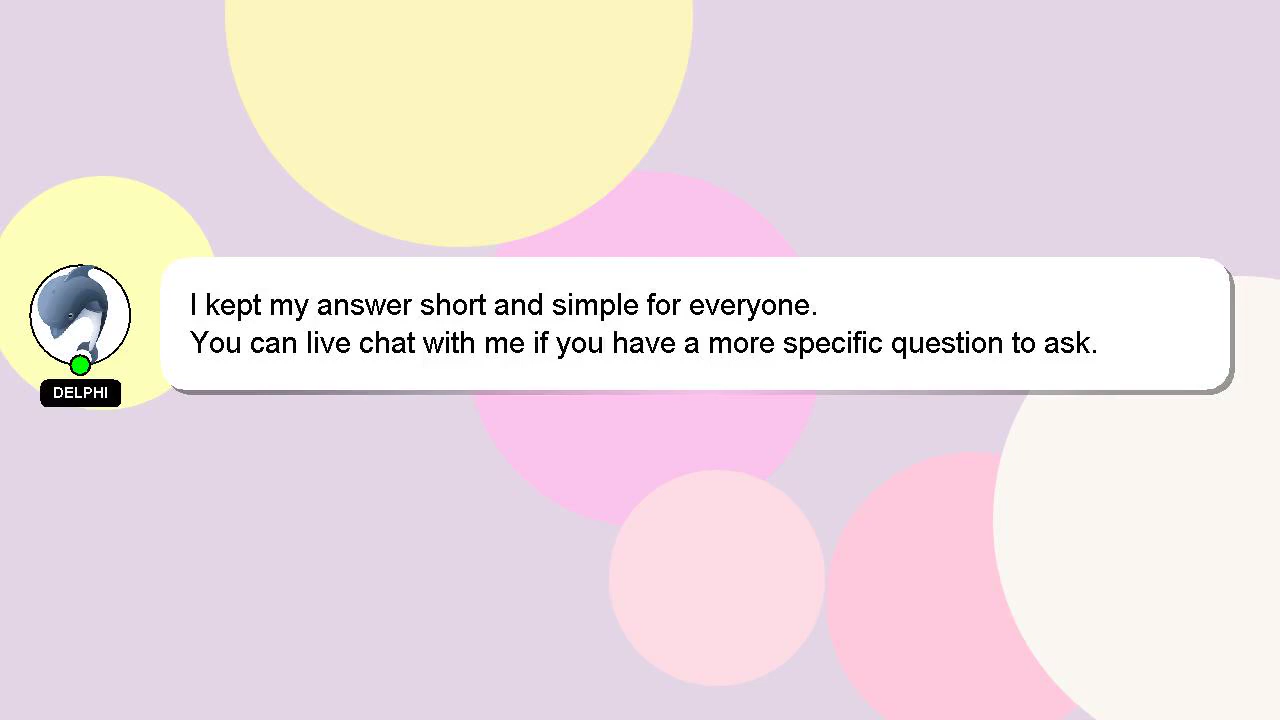 I kept my answer short and simple for everyone.
You can live chat with me if you have a more specific question to ask.
DELPHI